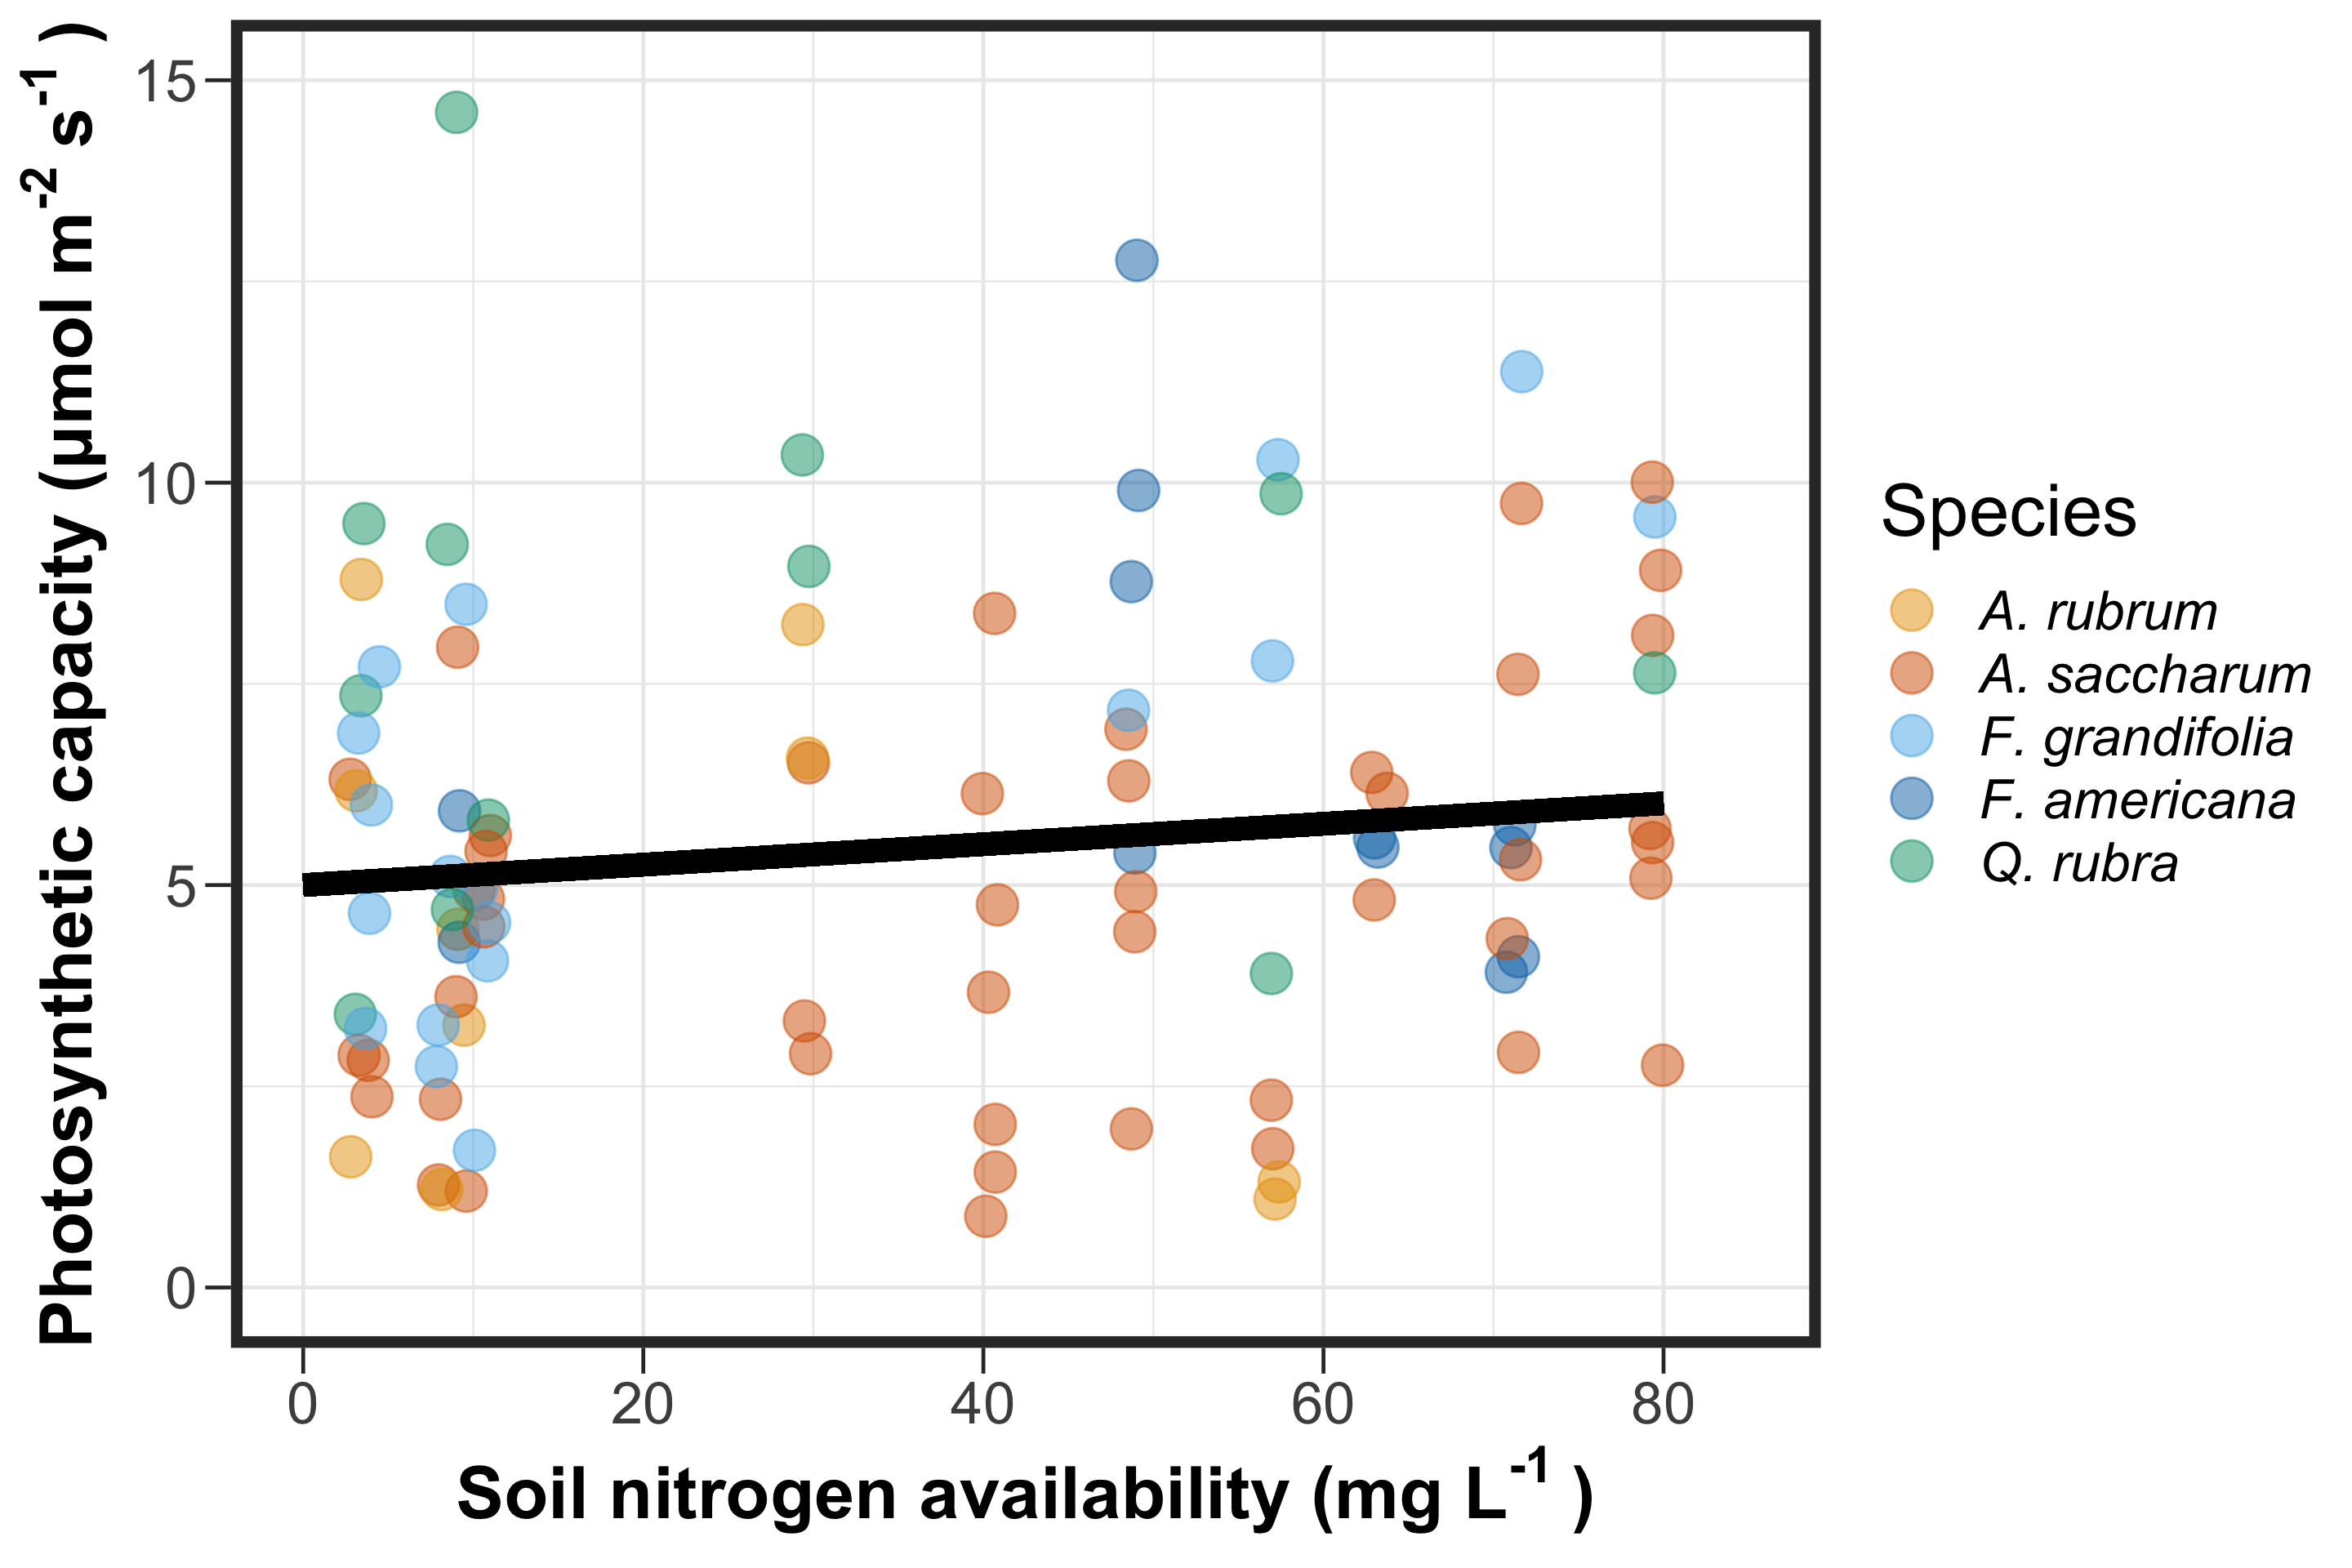 Photosynthetic capacity (µmol m⁻² s⁻¹ )
15
10
5
0
0 20 40 60 80
Soil nitrogen availability (mg L⁻¹ )
Species
A. rubrum
A. saccharum
F. grandifolia
F. americana
Q. rubra